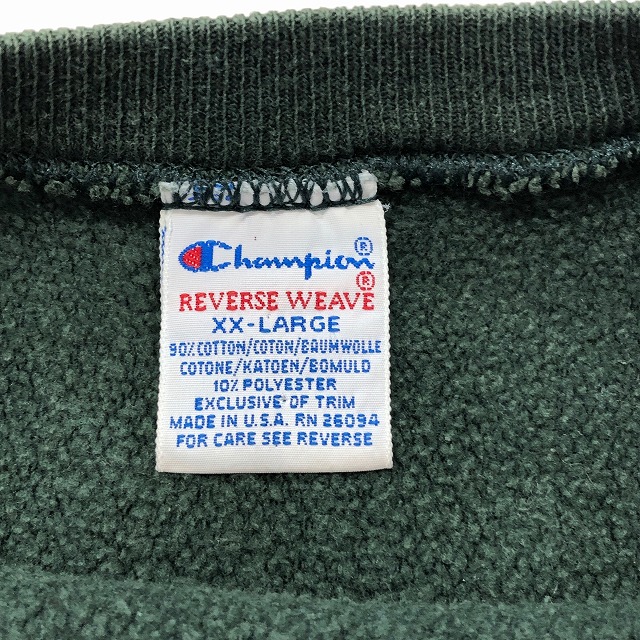 Champion®
REVERSE WEAVE®
XX-LARGE
90% COTTON/COTON/BAUMWOLLE
COTONE/KATOEN/BOMULD
10% POLYESTER
EXCLUSIVE OF TRIM
MADE IN U.S.A. RN 26094
FOR CARE SEE REVERSE